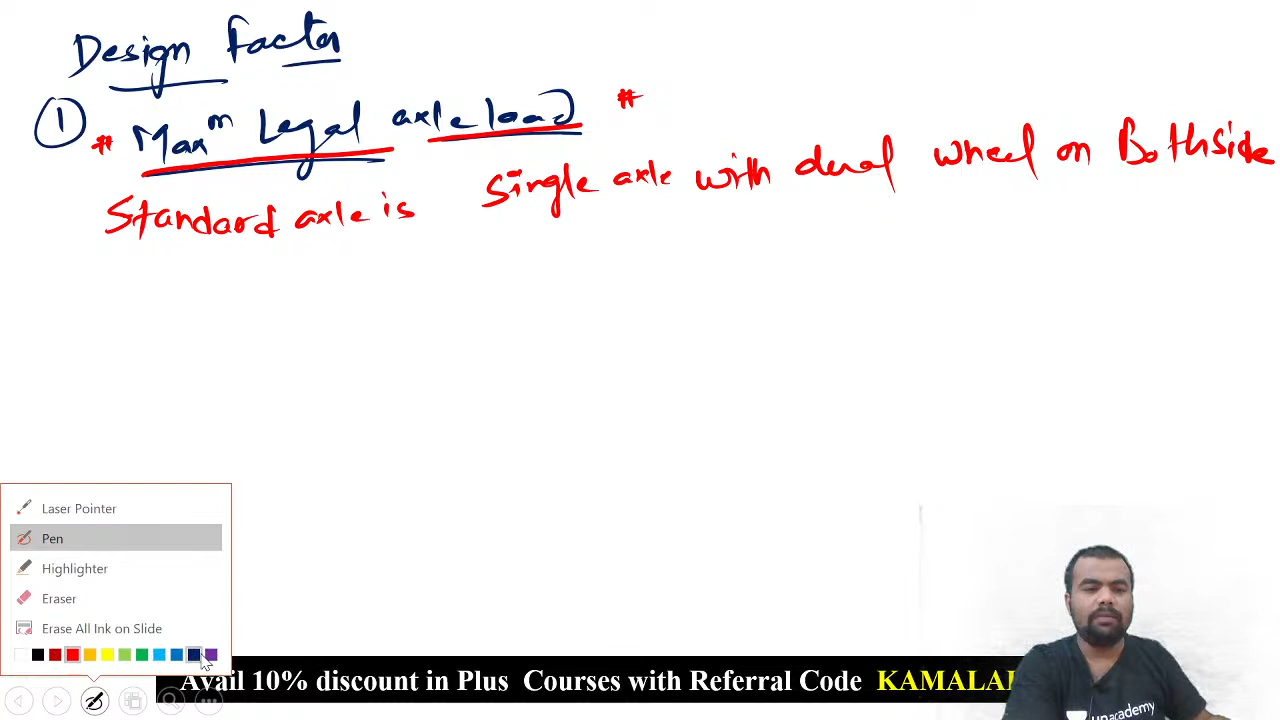 Design Factor
① * Maxᵐ Legal axle load *
Standard axle is Single axle with dual wheel on Bothside
Laser Pointer
Pen
Highlighter
Eraser
Erase All Ink on Slide
Avail 10% discount in Plus Courses with Referral Code
unacademy